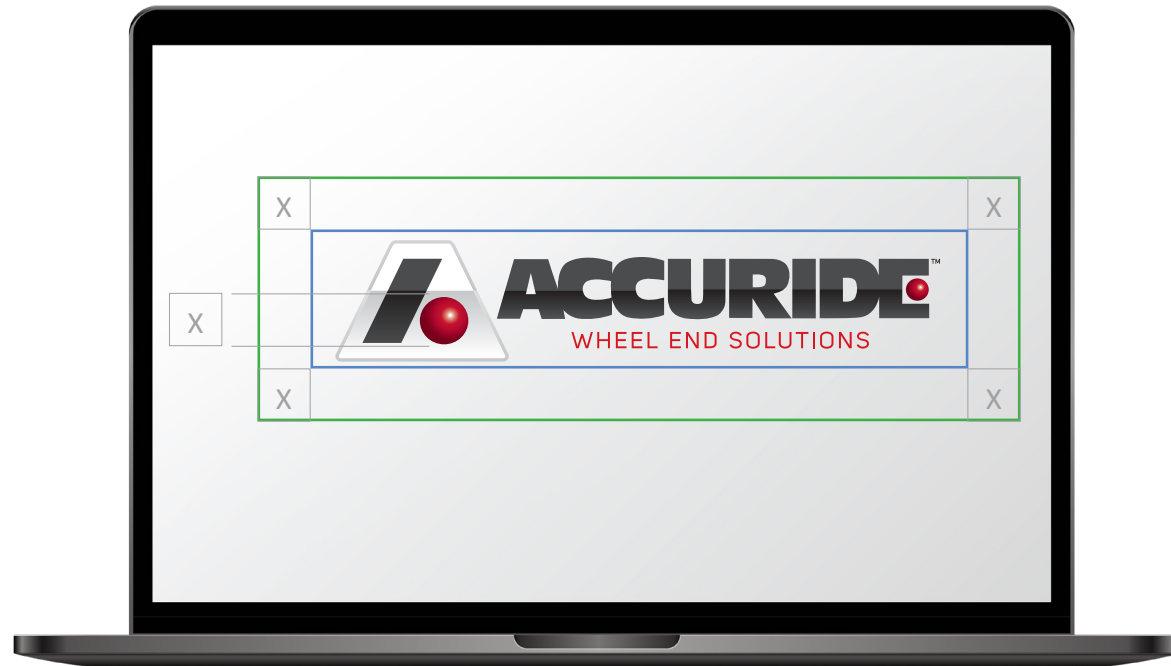 X X
ACCURIDE™
X
WHEEL END SOLUTIONS
X X